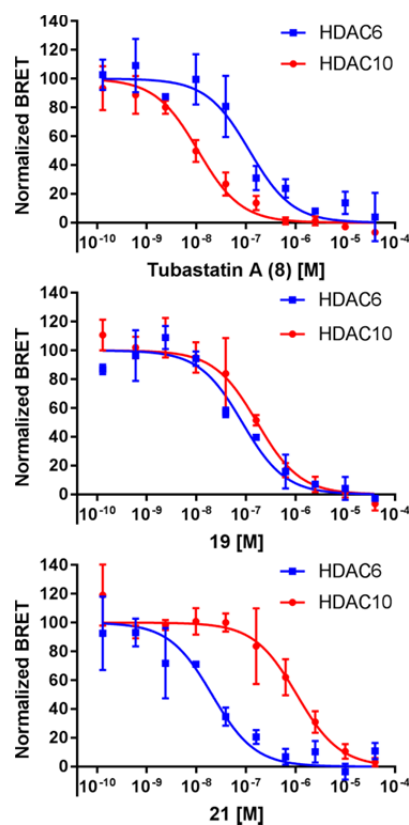 Normalized BRET
140
120
100
80
60
40
20
0
HDAC6
HDAC10
10⁻¹⁰ 10⁻⁹ 10⁻⁸ 10⁻⁷ 10⁻⁶ 10⁻⁵ 10⁻⁴
Tubastatin A (8) [M]
Normalized BRET
140
120
100
80
60
40
20
0
HDAC6
HDAC10
10⁻¹⁰ 10⁻⁹ 10⁻⁸ 10⁻⁷ 10⁻⁶ 10⁻⁵ 10⁻⁴
19 [M]
Normalized BRET
140
120
100
80
60
40
20
0
HDAC6
HDAC10
10⁻¹⁰ 10⁻⁹ 10⁻⁸ 10⁻⁷ 10⁻⁶ 10⁻⁵ 10⁻⁴
21 [M]